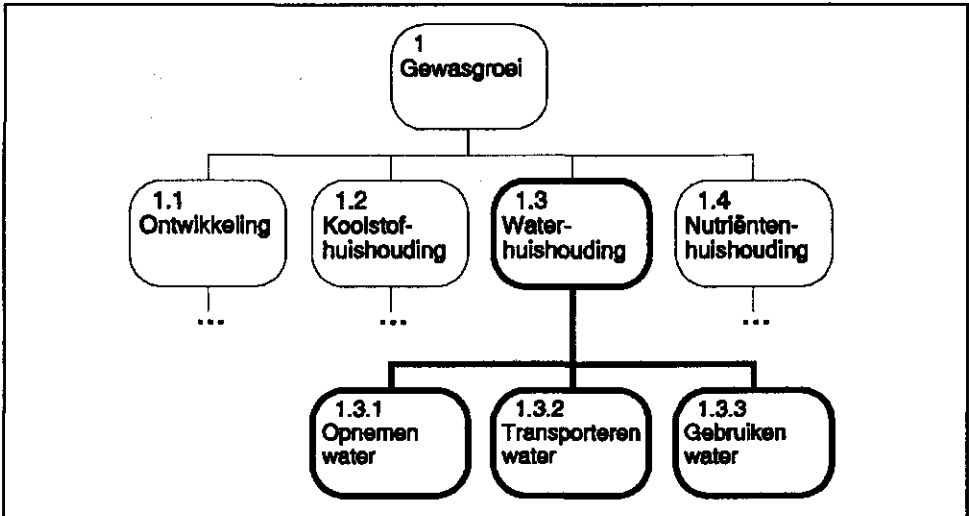 1
Gewasgroei
1.1
Ontwikkeling
1.2
Koolstof-
huishouding
1.3
Water-
huishouding
1.4
Nutriënten-
huishouding
...
...
...
1.3.1
Opnemen
water
1.3.2
Transporteren
water
1.3.3
Gebruiken
water